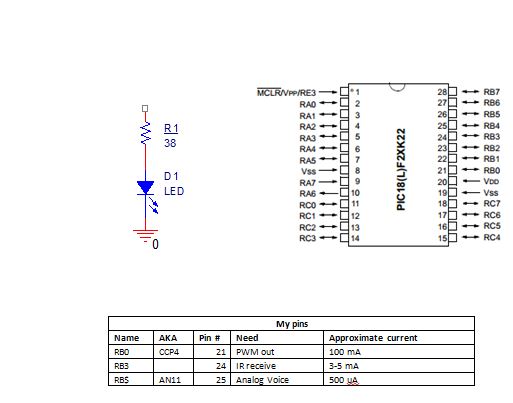 R1
38
D1
LED
0
MCLR/VPP/RE3
RA0
RA1
RA2
RA3
RA4
RA5
Vss
RA7
RA6
RC0
RC1
RC2
RC3
1
2
3
4
5
6
7
8
9
10
11
12
13
14
PIC18(L)F2XK22
28
27
26
25
24
23
22
21
20
19
18
17
16
15
RB7
RB6
RB5
RB4
RB3
RB2
RB1
RB0
VDD
Vss
RC7
RC6
RC5
RC4
My pins
Name AKA Pin # Need Approximate current
RB0 CCP4 21 PWM out 100 mA
RB3 24 IR receive 3-5 mA
RB$ AN11 25 Analog Voice 500 uA